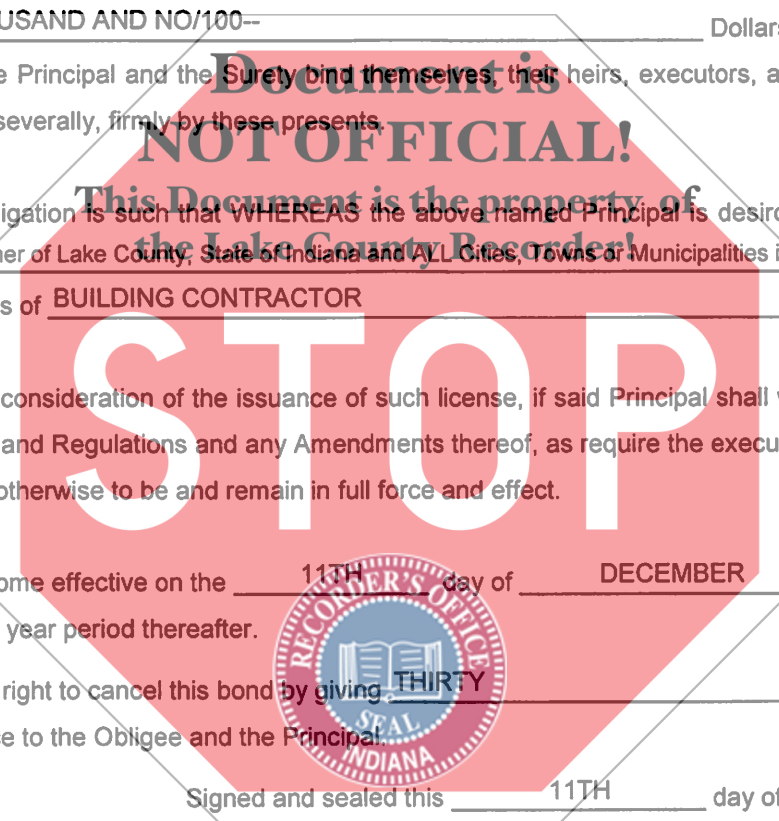 USAND AND NO/100-- Dollars
e Principal and the Surety bind themselves, their heirs, executors, a
Document is
severally, firmly by these presents.
NOT OFFICIAL!
This Document is the property of
igation is such that WHEREAS the above named Principal is desiro
the Lake County Recorder!
ner of Lake County, State of Indiana and ALL Cities, Towns or Municipalities i
s of BUILDING CONTRACTOR
STOP
consideration of the issuance of such license, if said Principal shall
and Regulations and any Amendments thereof, as require the execu
otherwise to be and remain in full force and effect.
ome effective on the 11TH day of DECEMBER
year period thereafter.
RECORDER'S OFFICE
right to cancel this bond by giving THIRTY
SEAL
ce to the Obligee and the Principal.
INDIANA
Signed and sealed this 11TH day of